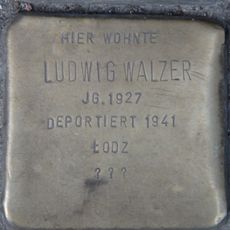 HIER WOHNTE
LUDWIG WALZER
JG. 1927
DEPORTIERT 1941
ŁODZ
? ? ?